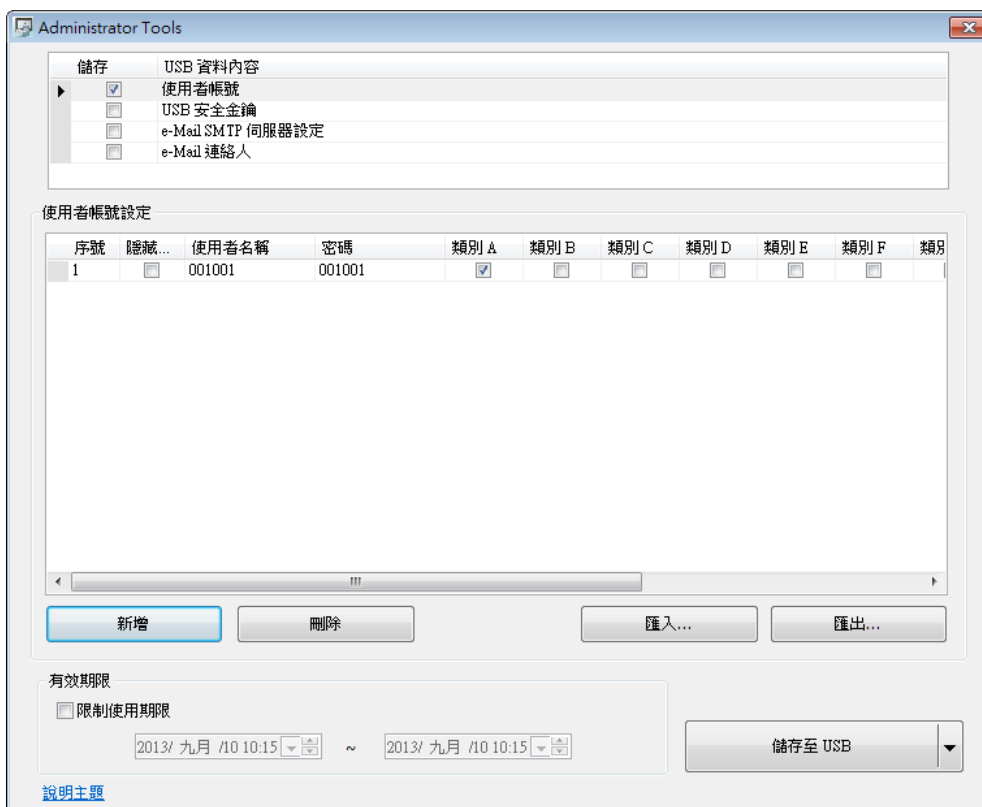 Administrator Tools
儲存 USB 資料內容
使用者帳號
USB 安全金鑰
e-Mail SMTP 伺服器設定
e-Mail 連絡人
使用者帳號設定
序號 隱藏... 使用者名稱 密碼 類別 A 類別 B 類別 C 類別 D 類別 E 類別 F 類別
1 001001 001001
新增 刪除 匯入... 匯出...
有效期限
限制使用期限
2013/ 九月 /10 10:15 ~ 2013/ 九月 /10 10:15
儲存至 USB
說明主題